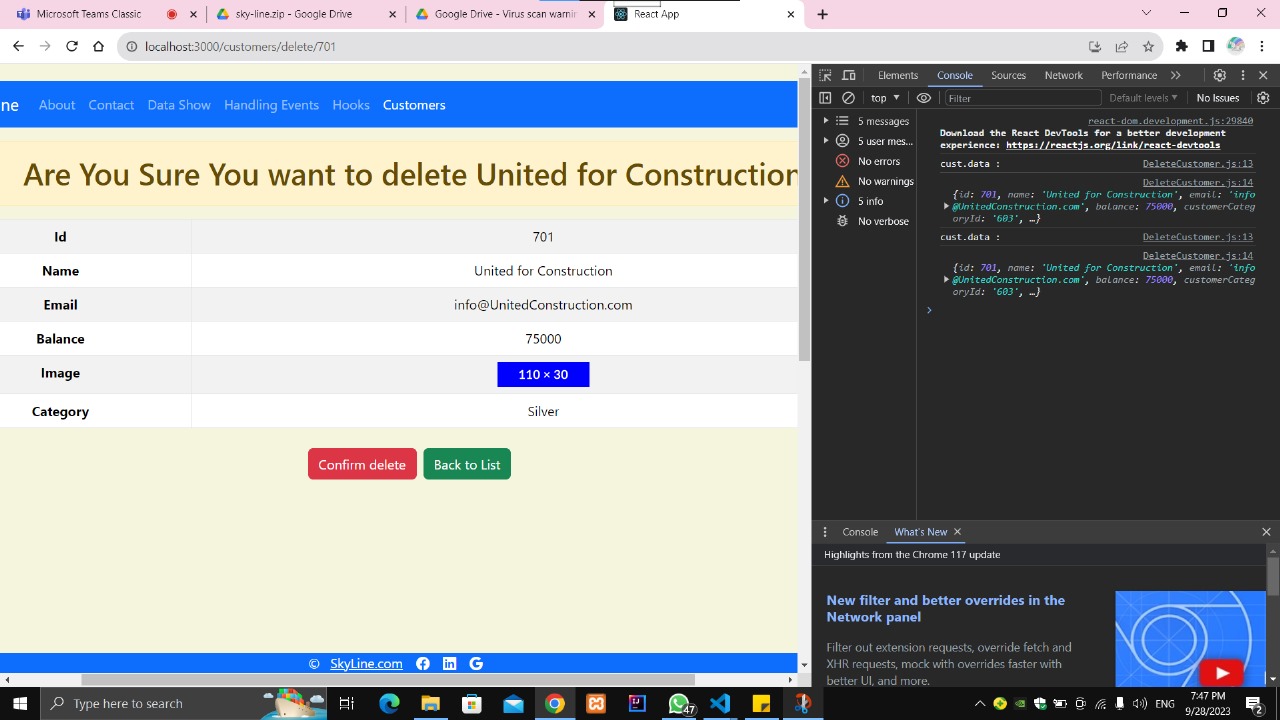 Microsoft Teams Classic
sky-line.zip - Google Drive
Google Drive - Virus scan warnin
React App
localhost:3000/customers/delete/701
ne About Contact Data Show Handling Events Hooks Customers
Are You Sure You want to delete United for Construction
Id 701
Name United for Construction
Email info@UnitedConstruction.com
Balance 75000
Image 110 × 30
Category Silver
Confirm delete Back to List
© SkyLine.com
Elements Console Sources Network Performance
top Filter Default levels No Issues
5 messages
5 user mes...
No errors
No warnings
5 info
No verbose
react-dom.development.js:29840
Download the React DevTools for a better development
experience: https://reactjs.org/link/react-devtools
cust.data : DeleteCustomer.js:13
DeleteCustomer.js:14
{id: 701, name: 'United for Construction', email: 'info
@UnitedConstruction.com', balance: 75000, customerCateg
oryId: '603', …}
cust.data : DeleteCustomer.js:13
DeleteCustomer.js:14
{id: 701, name: 'United for Construction', email: 'info
@UnitedConstruction.com', balance: 75000, customerCateg
oryId: '603', …}
Console What's New
Highlights from the Chrome 117 update
New filter and better overrides in the
Network panel
Filter out extension requests, override fetch and
XHR requests, mock with overrides faster with
better UI, and more.
Type here to search
47
ENG
7:47 PM
9/28/2023
2